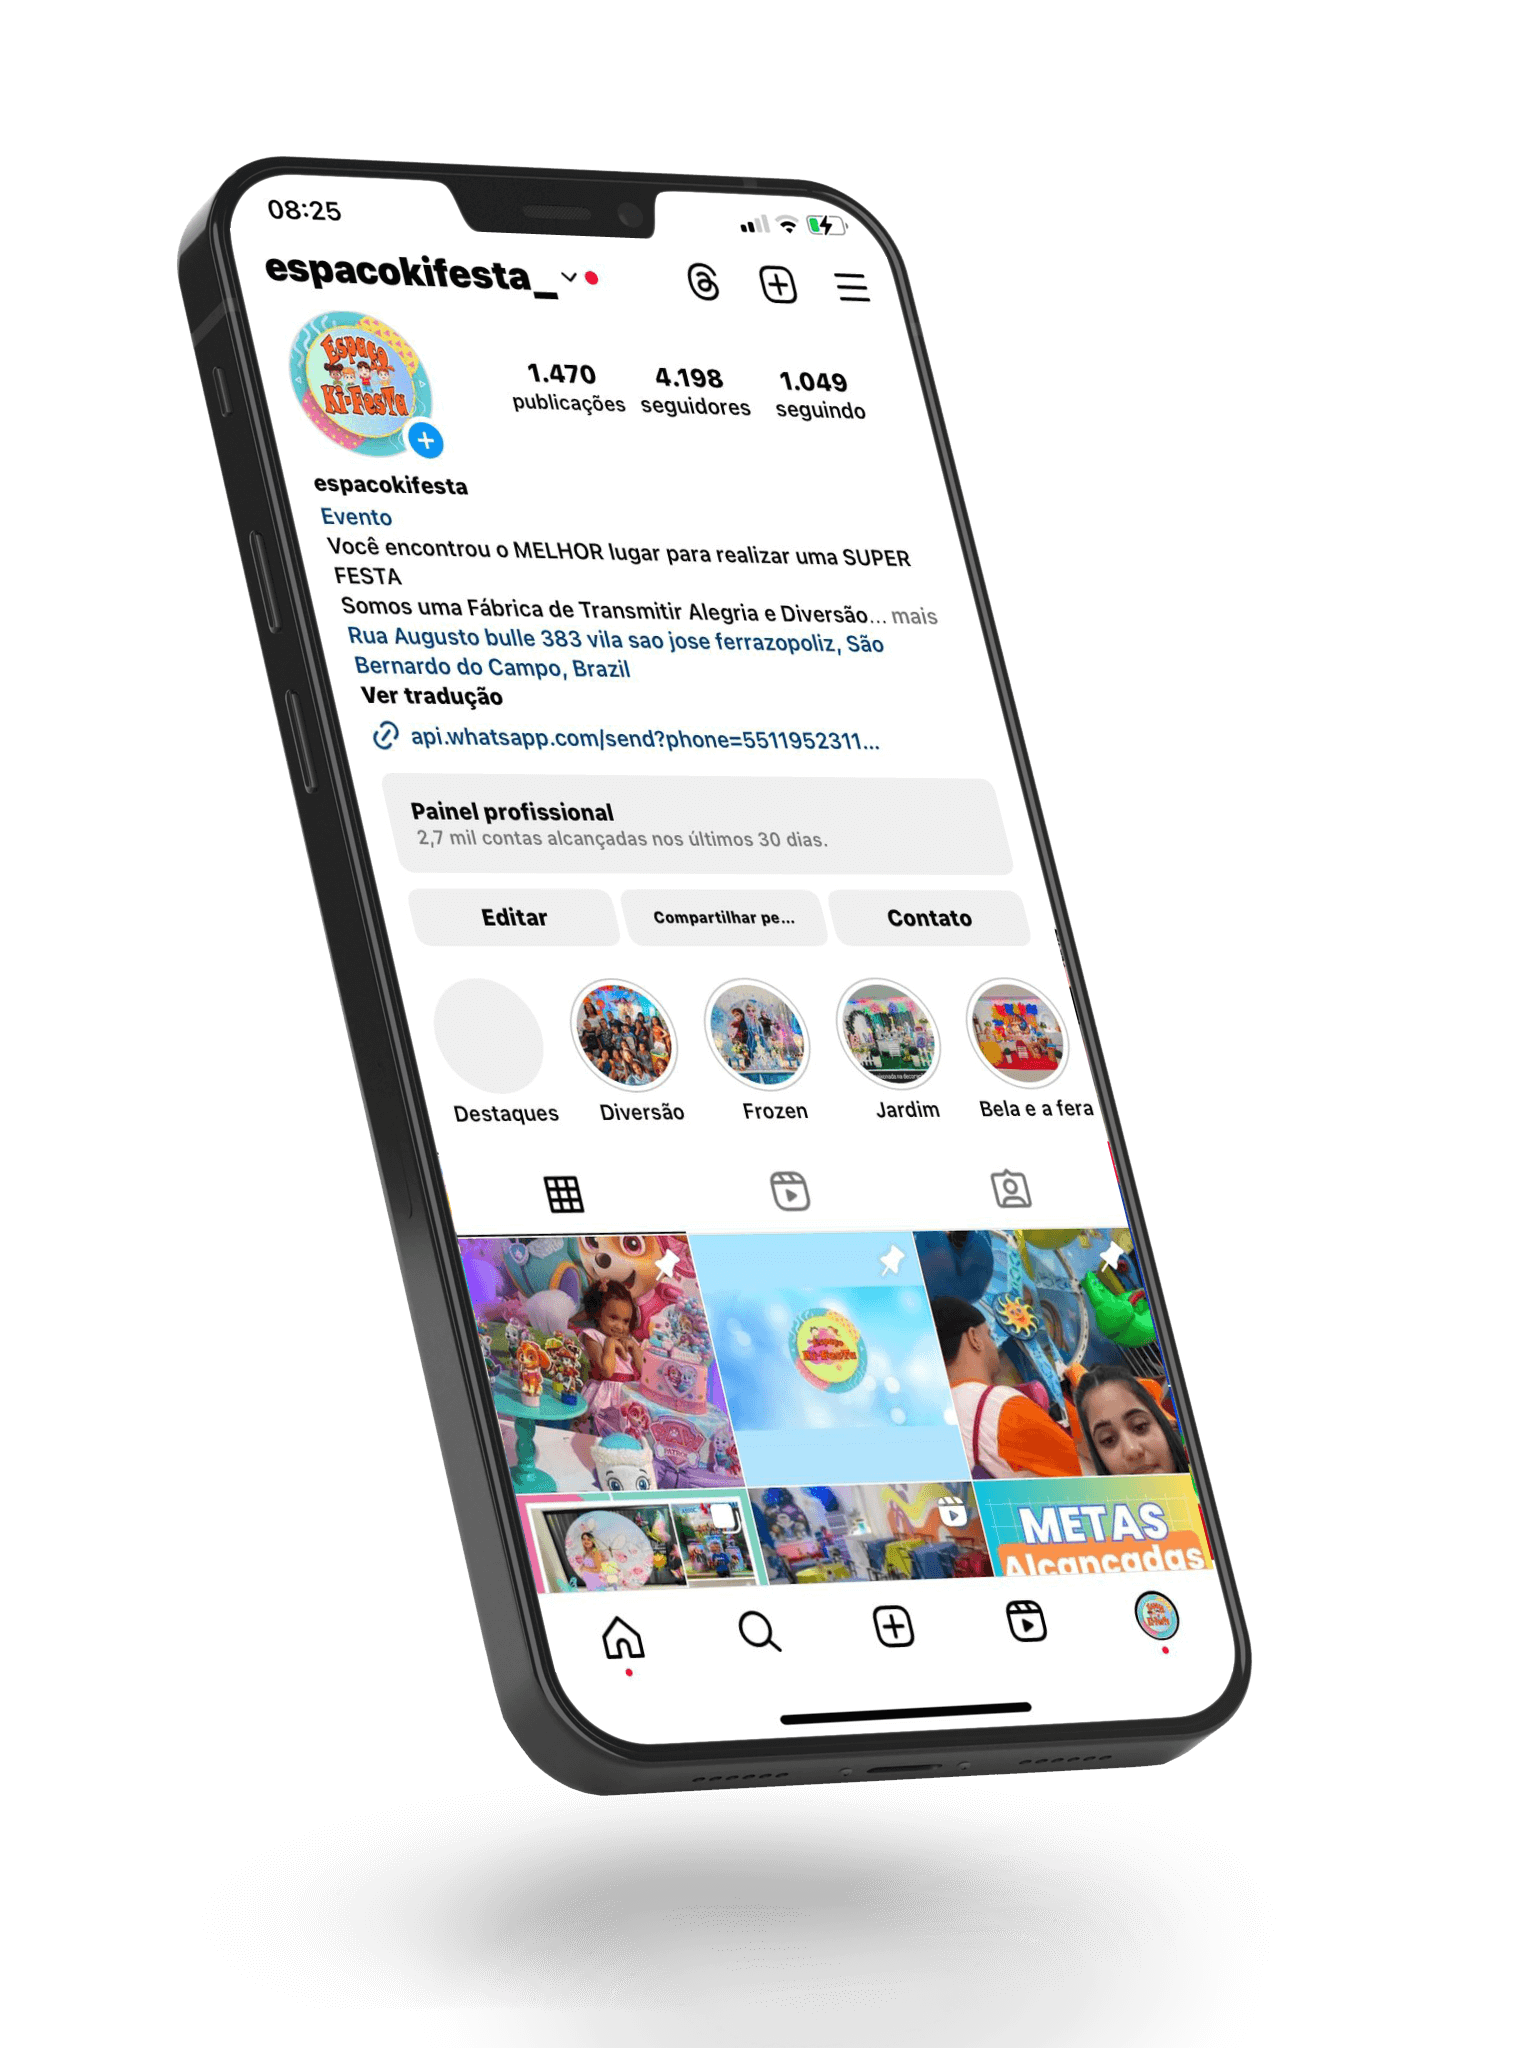 08:25
espacokifesta_
Espaço
Ki-FesTa
1.470
4.198
1.049
publicações
seguidores
seguindo
espacokifesta
Evento
Você encontrou o MELHOR lugar para realizar uma SUPER
FESTA
Somos uma Fábrica de Transmitir Alegria e Diversão... mais
Rua Augusto bulle 383 vila sao jose ferrazopoliz, São
Bernardo do Campo, Brazil
Ver tradução
api.whatsapp.com/send?phone=5511952311...
Painel profissional
2,7 mil contas alcançadas nos últimos 30 dias.
Editar
Compartilhar pe...
Contato
Destaques
Diversão
Frozen
Jardim
Bela e a fera
Espaço
Ki-FesTa
METAS
Alcançadas